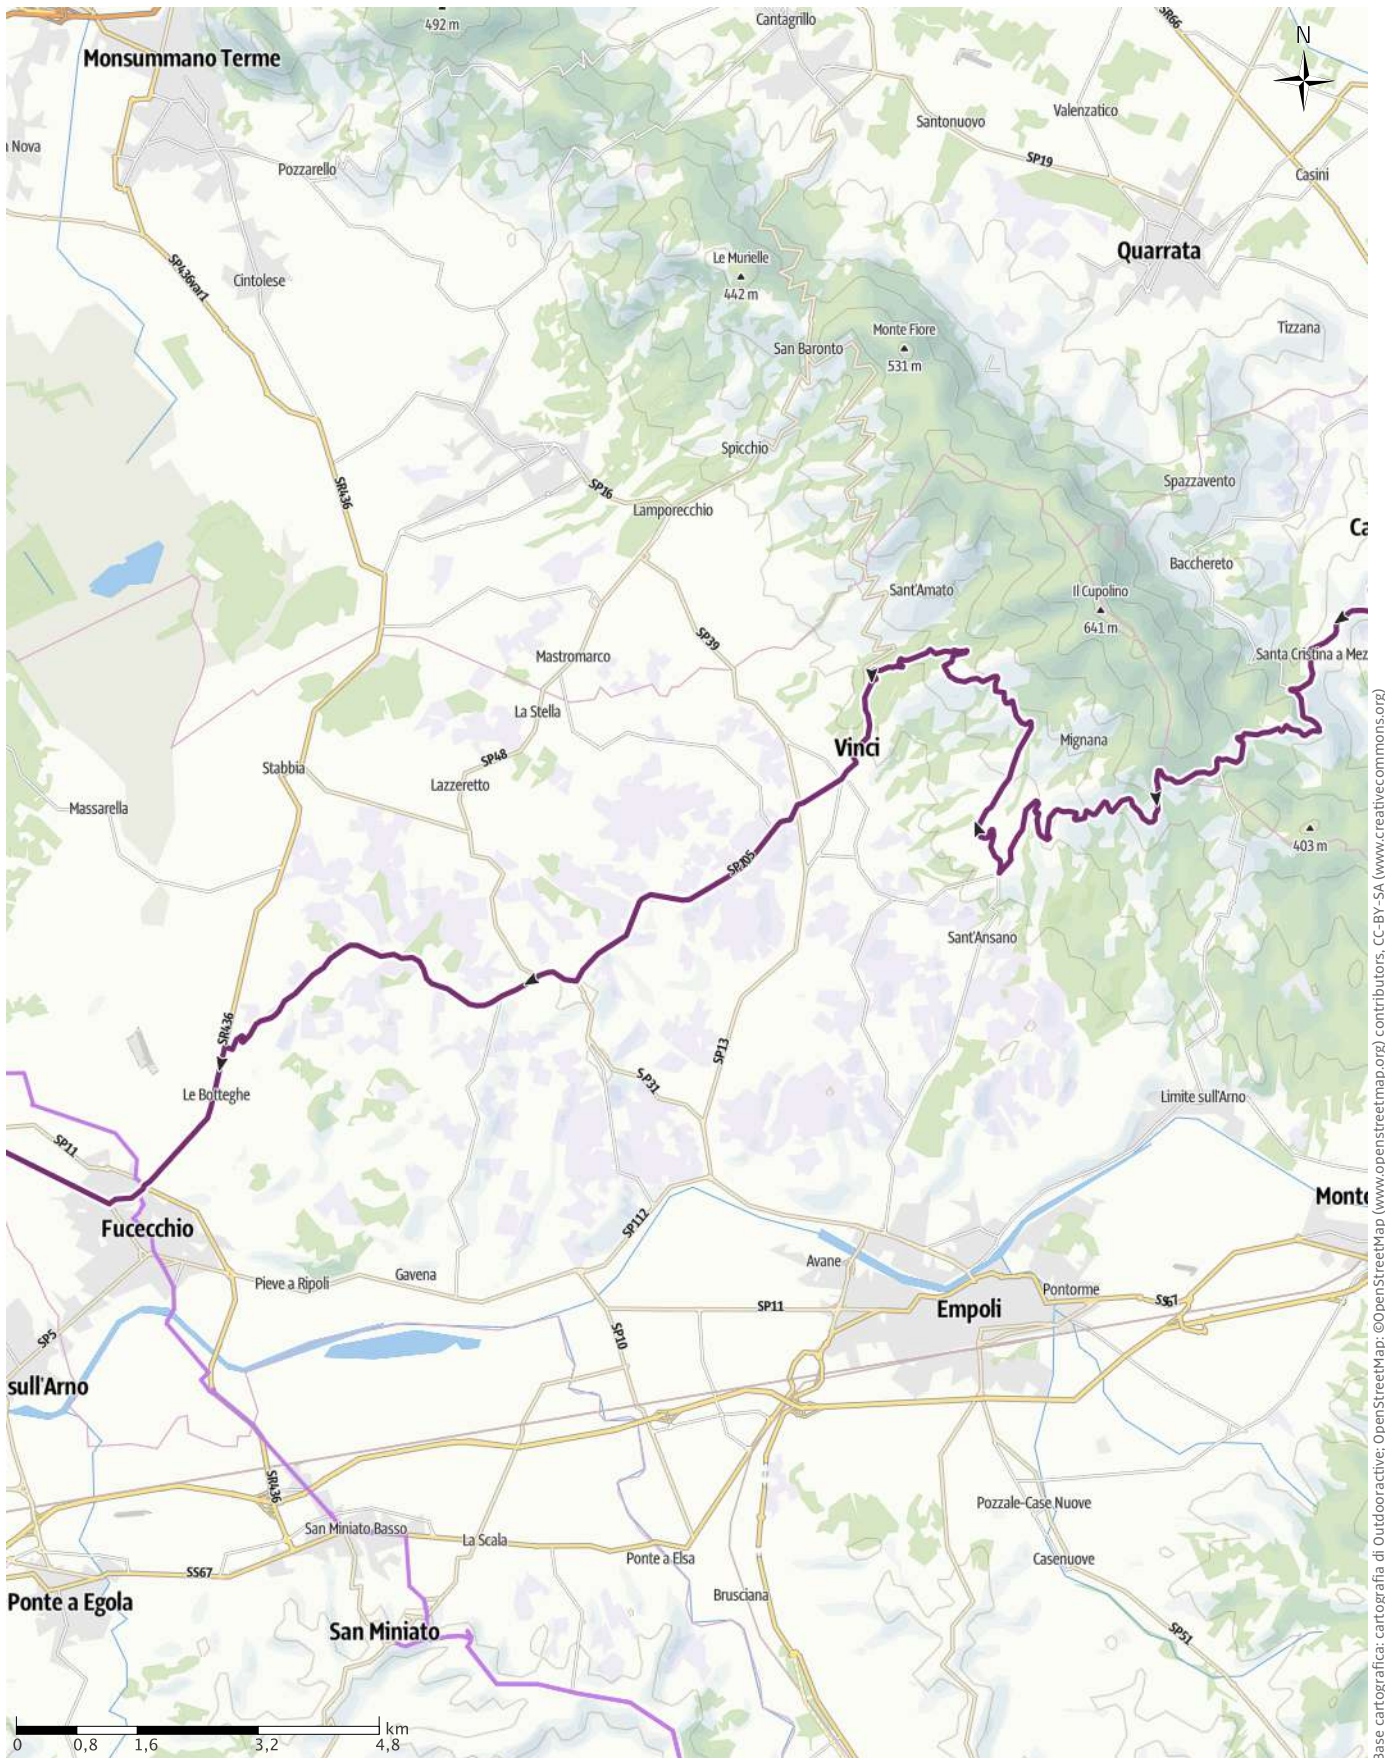 492 m
Cantagrillo
SR66
N
Monsummano Terme
Santonuovo
Valenzatico
a Nova
Pozzarello
SP19
Casini
Quarrata
Le Murielle
442 m
SP436var1
Cintolese
Monte Fiore
531 m
San Baronto
Tizzana
Spicchio
SR436
SP16
Lamporecchio
Spazzavento
Ca
Bacchereto
Sant'Amato
Il Cupolino
641 m
SP39
Mastromarco
Santa Cristina a Mez
La Stella
Vinci
Mignana
SP48
Stabbia
Lazzeretto
Massarella
403 m
SP105
Sant'Ansano
SR436
SP13
SP31
Le Botteghe
Limite sull'Arno
SP11
Fucecchio
SP112
Monte
Avane
Pieve a Ripoli
Gavena
Pontorme
SP11
Empoli
SS67
SP5
SP10
sull'Arno
SR436
Pozzale-Case Nuove
San Miniato Basso
La Scala
Ponte a Elsa
Casenuove
SS67
Ponte a Egola
Brusciana
San Miniato
SP51
km
0 0,8 1,6 3,2 4,8
Base cartografica: cartografia di Outdooractive; OpenStreetMap: ©OpenStreetMap (www.openstreetmap.org) contributors, CC-BY-SA (www.creativecommons.org)